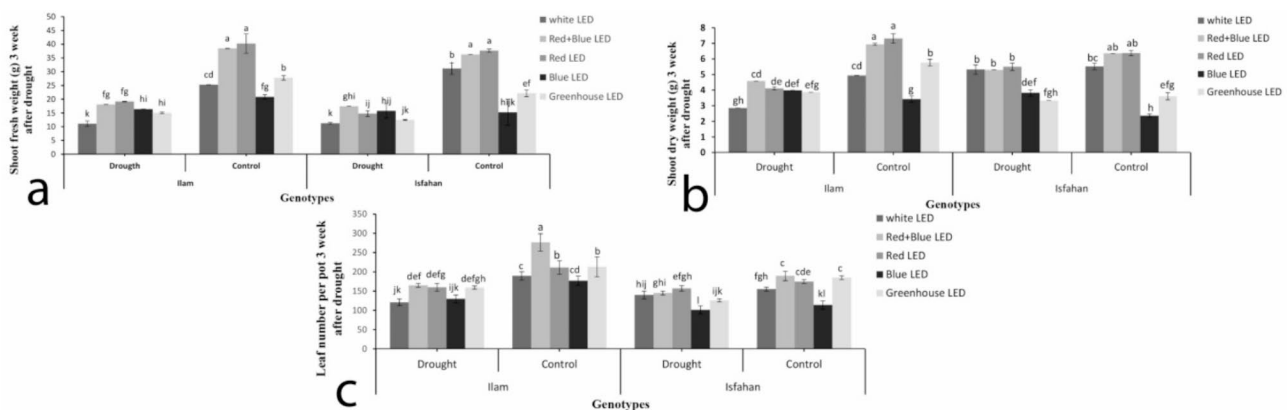 Shoot fresh weight (g) 3 week
after drought
50
45
40
35
30
25
20
15
10
5
0
k fg fg hi hi
cd a a fg b
k ghi ij hij jk
b a a hijk ef
Drougth Control Drought Control
Ilam Isfahan
Genotypes
white LED
Red+Blue LED
Red LED
Blue LED
Greenhouse LED
a
Shoot dry weight (g) 3 week
after drought
8
7
6
5
4
3
2
1
0
gh cd de def efg
cd a a g b
b b b def fgh
bc ab ab h efg
Drought Control Drought Control
Ilam Isfahan
Genotypes
white LED
Red+Blue LED
Red LED
Blue LED
Greenhouse LED
b
Leaf number per pot 3 week
after drought
350
300
250
200
150
100
50
0
jk def defg ijk defgh
c a b cd b
hij ghi efgh l ijk
fgh c cde kl c
Drought Control Drought Control
Ilam Isfahan
Genotypes
white LED
Red+Blue LED
Red LED
Blue LED
Greenhouse LED
c